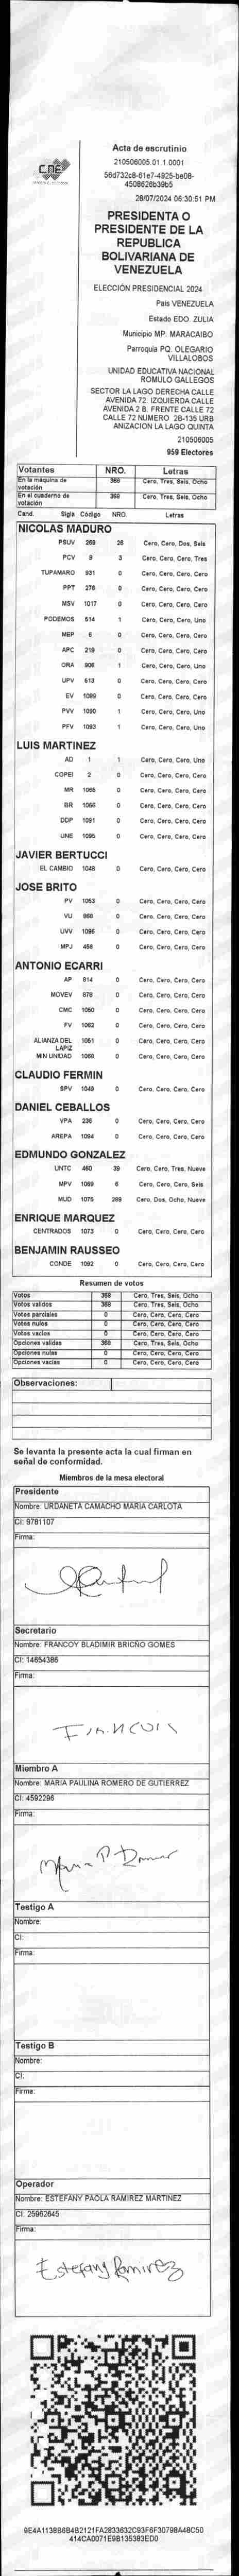 Acta de escrutinio
210506005.01.1.0001
56d732c8-61e7-4925-be08-
4508626b39b5
28/07/2024 06:30:51 PM
PRESIDENTA O
PRESIDENTE DE LA
REPUBLICA
BOLIVARIANA DE
VENEZUELA
ELECCIÓN PRESIDENCIAL 2024
País VENEZUELA
Estado EDO. ZULIA
Municipio MP. MARACAIBO
Parroquia PQ. OLEGARIO
VILLALOBOS
UNIDAD EDUCATIVA NACIONAL
ROMULO GALLEGOS
SECTOR LA LAGO DERECHA CALLE
AVENIDA 72. IZQUIERDA CALLE
AVENIDA 2 B. FRENTE CALLE 72
CALLE 72 NUMERO 2B-135 URB
ANIZACION LA LAGO QUINTA
210506005
959 Electores
CNE
Votantes NRO. Letras
En la máquina de votación 368 Cero, Tres, Seis, Ocho
En el cuaderno de votación 368 Cero, Tres, Seis, Ocho
Cand. Sigla Código NRO. Letras
NICOLAS MADURO
PSUV 269 26 Cero, Cero, Dos, Seis
PCV 9 3 Cero, Cero, Cero, Tres
TUPAMARO 931 0 Cero, Cero, Cero, Cero
PPT 276 0 Cero, Cero, Cero, Cero
MSV 1017 0 Cero, Cero, Cero, Cero
PODEMOS 514 1 Cero, Cero, Cero, Uno
MEP 6 0 Cero, Cero, Cero, Cero
APC 219 0 Cero, Cero, Cero, Cero
ORA 906 1 Cero, Cero, Cero, Uno
UPV 613 0 Cero, Cero, Cero, Cero
EV 1099 0 Cero, Cero, Cero, Cero
PVV 1090 1 Cero, Cero, Cero, Uno
PFV 1093 1 Cero, Cero, Cero, Uno
LUIS MARTINEZ
AD 1 1 Cero, Cero, Cero, Uno
COPEI 2 0 Cero, Cero, Cero, Cero
MR 1065 0 Cero, Cero, Cero, Cero
BR 1066 0 Cero, Cero, Cero, Cero
DDP 1091 0 Cero, Cero, Cero, Cero
UNE 1095 0 Cero, Cero, Cero, Cero
JAVIER BERTUCCI
EL CAMBIO 1048 0 Cero, Cero, Cero, Cero
JOSE BRITO
PV 1053 0 Cero, Cero, Cero, Cero
VU 868 0 Cero, Cero, Cero, Cero
UVV 1096 0 Cero, Cero, Cero, Cero
MPJ 458 0 Cero, Cero, Cero, Cero
ANTONIO ECARRI
AP 814 0 Cero, Cero, Cero, Cero
MOVEV 878 0 Cero, Cero, Cero, Cero
CMC 1050 0 Cero, Cero, Cero, Cero
FV 1062 0 Cero, Cero, Cero, Cero
ALIANZA DEL LAPIZ 1051 0 Cero, Cero, Cero, Cero
MIN UNIDAD 1068 0 Cero, Cero, Cero, Cero
CLAUDIO FERMIN
SPV 1049 0 Cero, Cero, Cero, Cero
DANIEL CEBALLOS
VPA 236 0 Cero, Cero, Cero, Cero
AREPA 1094 0 Cero, Cero, Cero, Cero
EDMUNDO GONZALEZ
UNTC 460 39 Cero, Cero, Tres, Nueve
MPV 1069 6 Cero, Cero, Cero, Seis
MUD 1075 289 Cero, Dos, Ocho, Nueve
ENRIQUE MARQUEZ
CENTRADOS 1073 0 Cero, Cero, Cero, Cero
BENJAMIN RAUSSEO
CONDE 1092 0 Cero, Cero, Cero, Cero
Resumen de votos
Votos 368 Cero, Tres, Seis, Ocho
Votos validos 368 Cero, Tres, Seis, Ocho
Votos parciales 0 Cero, Cero, Cero, Cero
Votos nulos 0 Cero, Cero, Cero, Cero
Votos vacíos 0 Cero, Cero, Cero, Cero
Opciones validas 368 Cero, Tres, Seis, Ocho
Opciones nulas 0 Cero, Cero, Cero, Cero
Opciones vacias 0 Cero, Cero, Cero, Cero
Observaciones:
Se levanta la presente acta la cual firman en
señal de conformidad.
Miembros de la mesa electoral
Presidente
Nombre: URDANETA CAMACHO MARIA CARLOTA
CI: 9781107
Firma:
Secretario
Nombre: FRANCOY BLADIMIR BRICÑO GOMES
CI: 14654386
Firma:
Miembro A
Nombre: MARIA PAULINA ROMERO DE GUTIERREZ
CI: 4592296
Firma:
Testigo A
Nombre:
CI:
Firma:
Testigo B
Nombre:
CI:
Firma:
Operador
Nombre: ESTEFANY PAOLA RAMIREZ MARTINEZ
CI: 25962645
Firma:
Estefany Ramirez
9E4A1138B6B4B2121FA2833632C93F6F30798A48C50
414CA0071E9B135383ED0